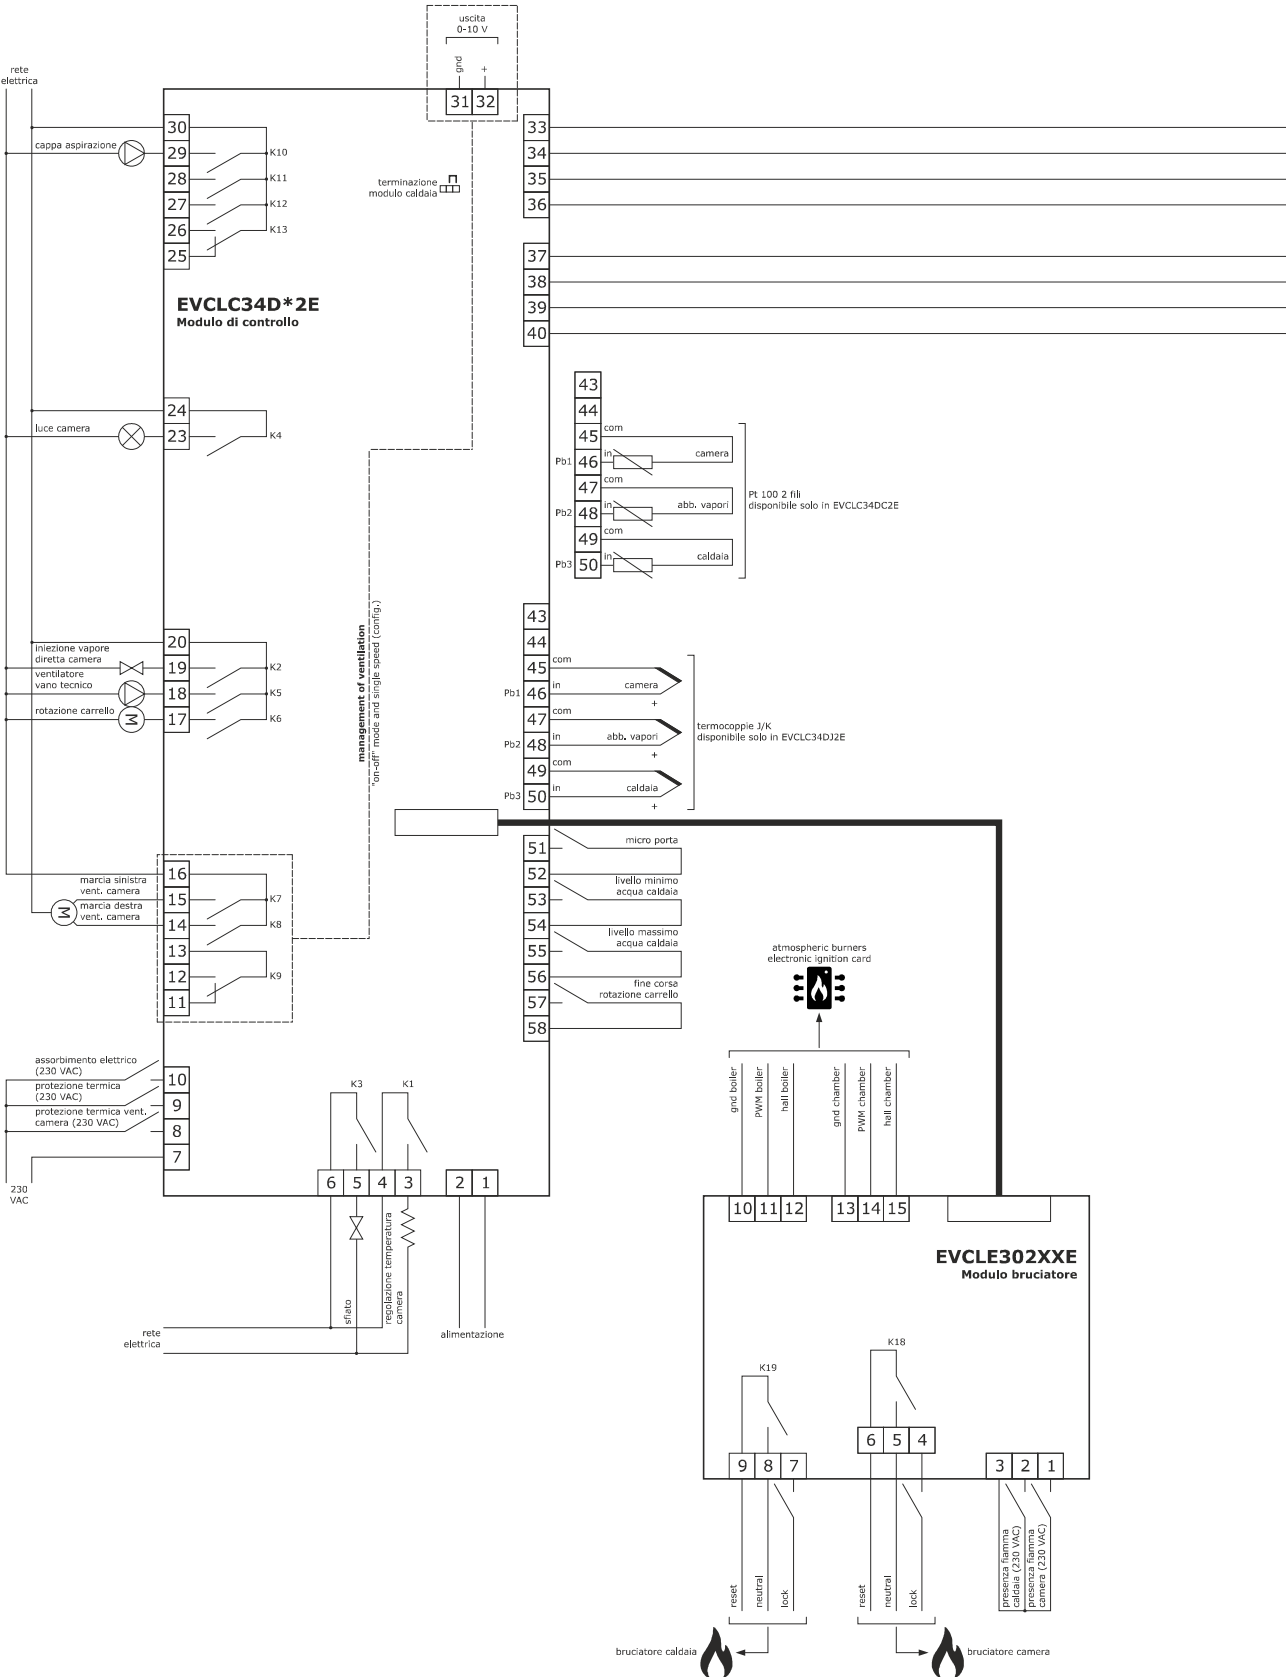 uscita
0-10 V
gnd
+
31 32
rete
elettrica
30
cappa aspirazione
29
K10
28
K11
27
K12
26
K13
25
terminazione
modulo caldaia
33
34
35
36
37
38
39
40
EVCLC34D*2E
Modulo di controllo
24
luce camera
23
K4
43
44
45 com
Pb1 46 in camera
47 com
Pb2 48 in abb. vapori
49 com
Pb3 50 in caldaia
Pt 100 2 fili
disponibile solo in EVCLC34DC2E
management of ventilation
"on-off" mode and single speed (config.)
20
iniezione vapore
diretta camera
19
K2
ventilatore
vano tecnico
18
K5
rotazione carrello
M
17
K6
43
44
45 com
Pb1 46 in camera
+
47 com
Pb2 48 in abb. vapori
+
49 com
Pb3 50 in caldaia
+
termocoppie J/K
disponibile solo in EVCLC34DJ2E
16
marcia sinistra
vent. camera
15
K7
M
marcia destra
vent. camera
14
K8
13
12
K9
11
51
micro porta
52
livello minimo
acqua caldaia
53
54
livello massimo
acqua caldaia
55
56
fine corsa
rotazione carrello
57
58
assorbimento elettrico
(230 VAC)
10
protezione termica
(230 VAC)
9
protezione termica vent.
camera (230 VAC)
8
7
230
VAC
K3
K1
6 5 4 3
2 1
sfiato
regolazione temperatura
camera
rete
elettrica
alimentazione
atmospheric burners
electronic ignition card
gnd boiler
PWM boiler
hall boiler
gnd chamber
PWM chamber
hall chamber
10 11 12
13 14 15
EVCLE302XXE
Modulo bruciatore
K19
K18
9 8 7
6 5 4
3 2 1
reset
neutral
lock
reset
neutral
lock
presenza fiamma
caldaia (230 VAC)
presenza fiamma
camera (230 VAC)
bruciatore caldaia
bruciatore camera